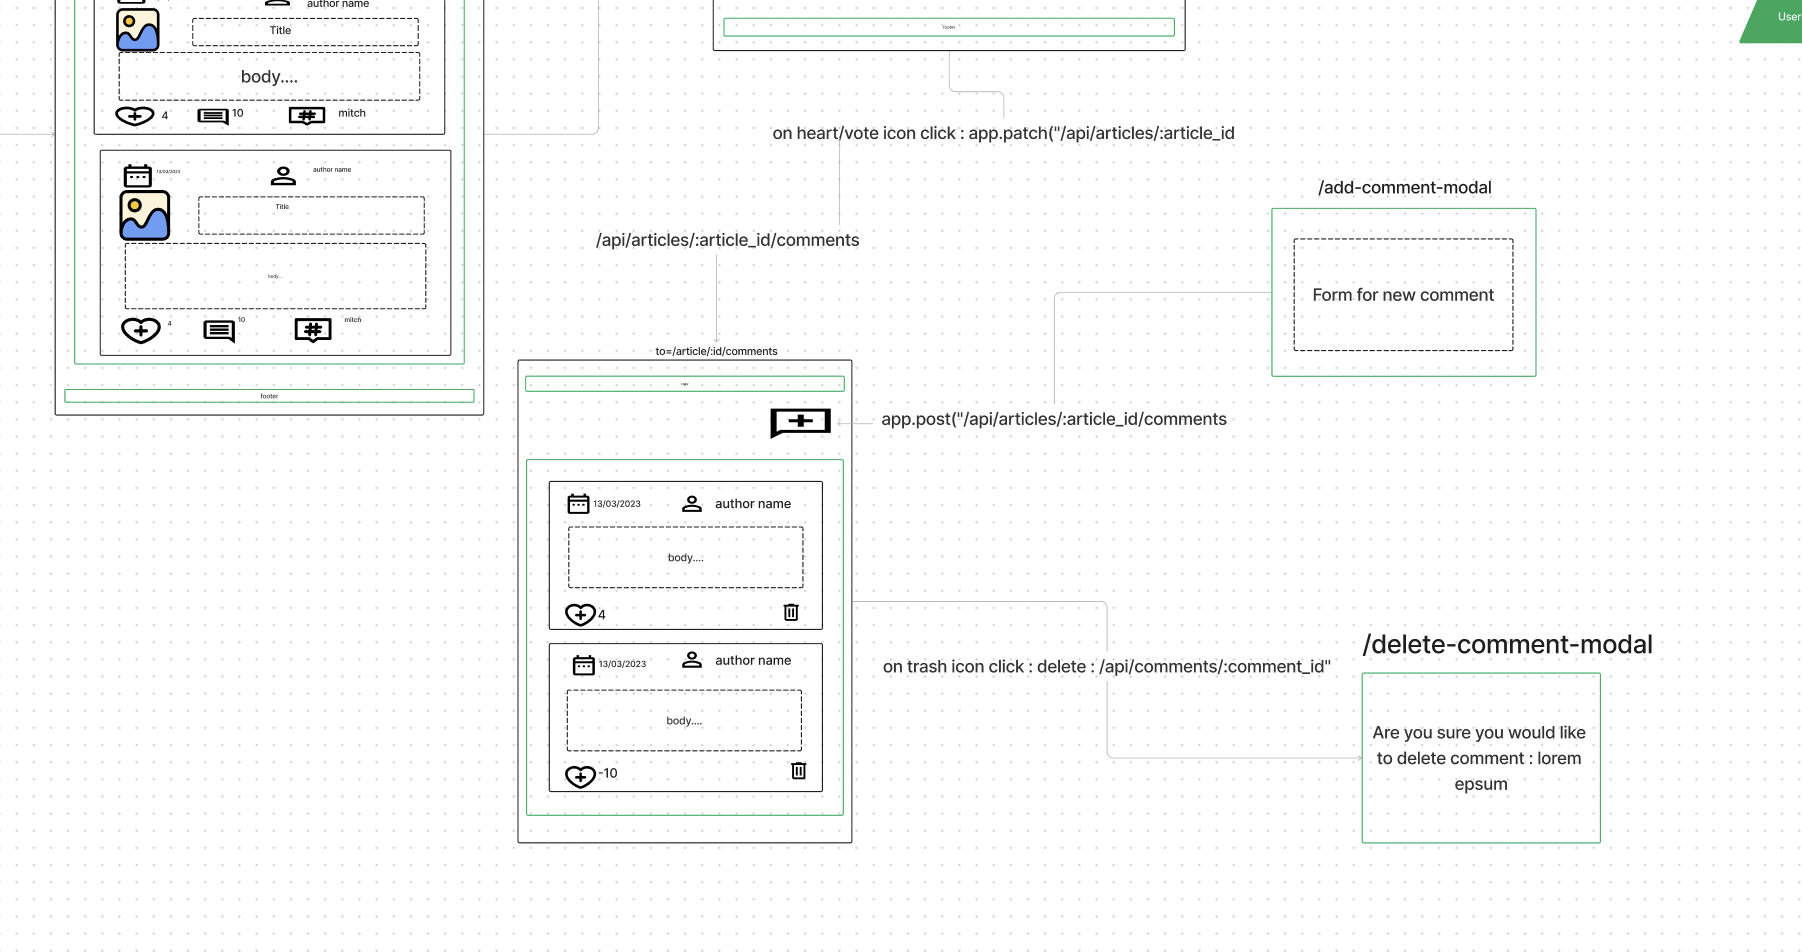 author name
Title
body....
4
10
mitch
13/03/2023
author name
Title
body....
4
10
mitch
footer
footer
User
on heart/vote icon click : app.patch("/api/articles/:article_id
/api/articles/:article_id/comments
/add-comment-modal
Form for new comment
to=/article/:id/comments
nav
app.post("/api/articles/:article_id/comments
13/03/2023
author name
body....
4
13/03/2023
author name
body....
-10
on trash icon click : delete : /api/comments/:comment_id"
/delete-comment-modal
Are you sure you would like
to delete comment : lorem
epsum